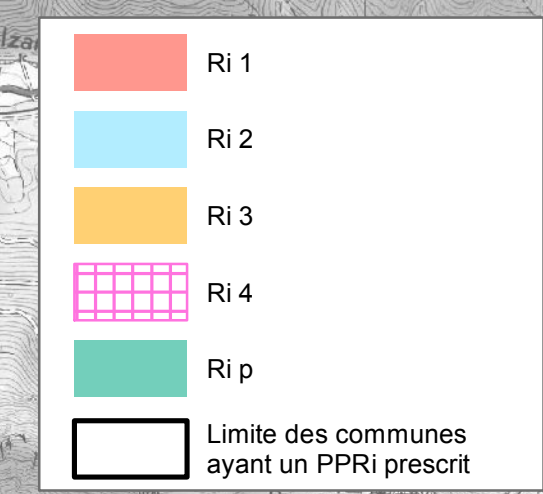 Ri 1
Ri 2
Ri 3
Ri 4
Ri p
Limite des communes
ayant un PPRi prescrit